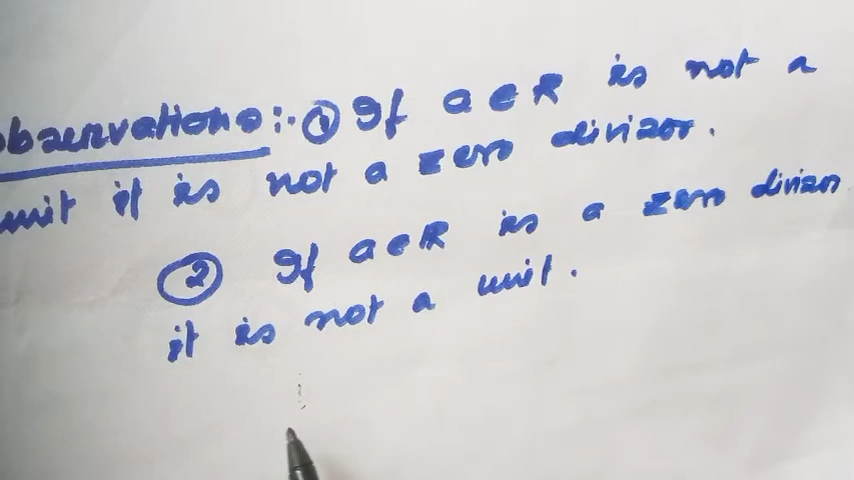 Observations:- ① If a ∈ R is not a
unit it is not a zero divisor.
② If a ∈ R is a zero divisor
it is not a unit.